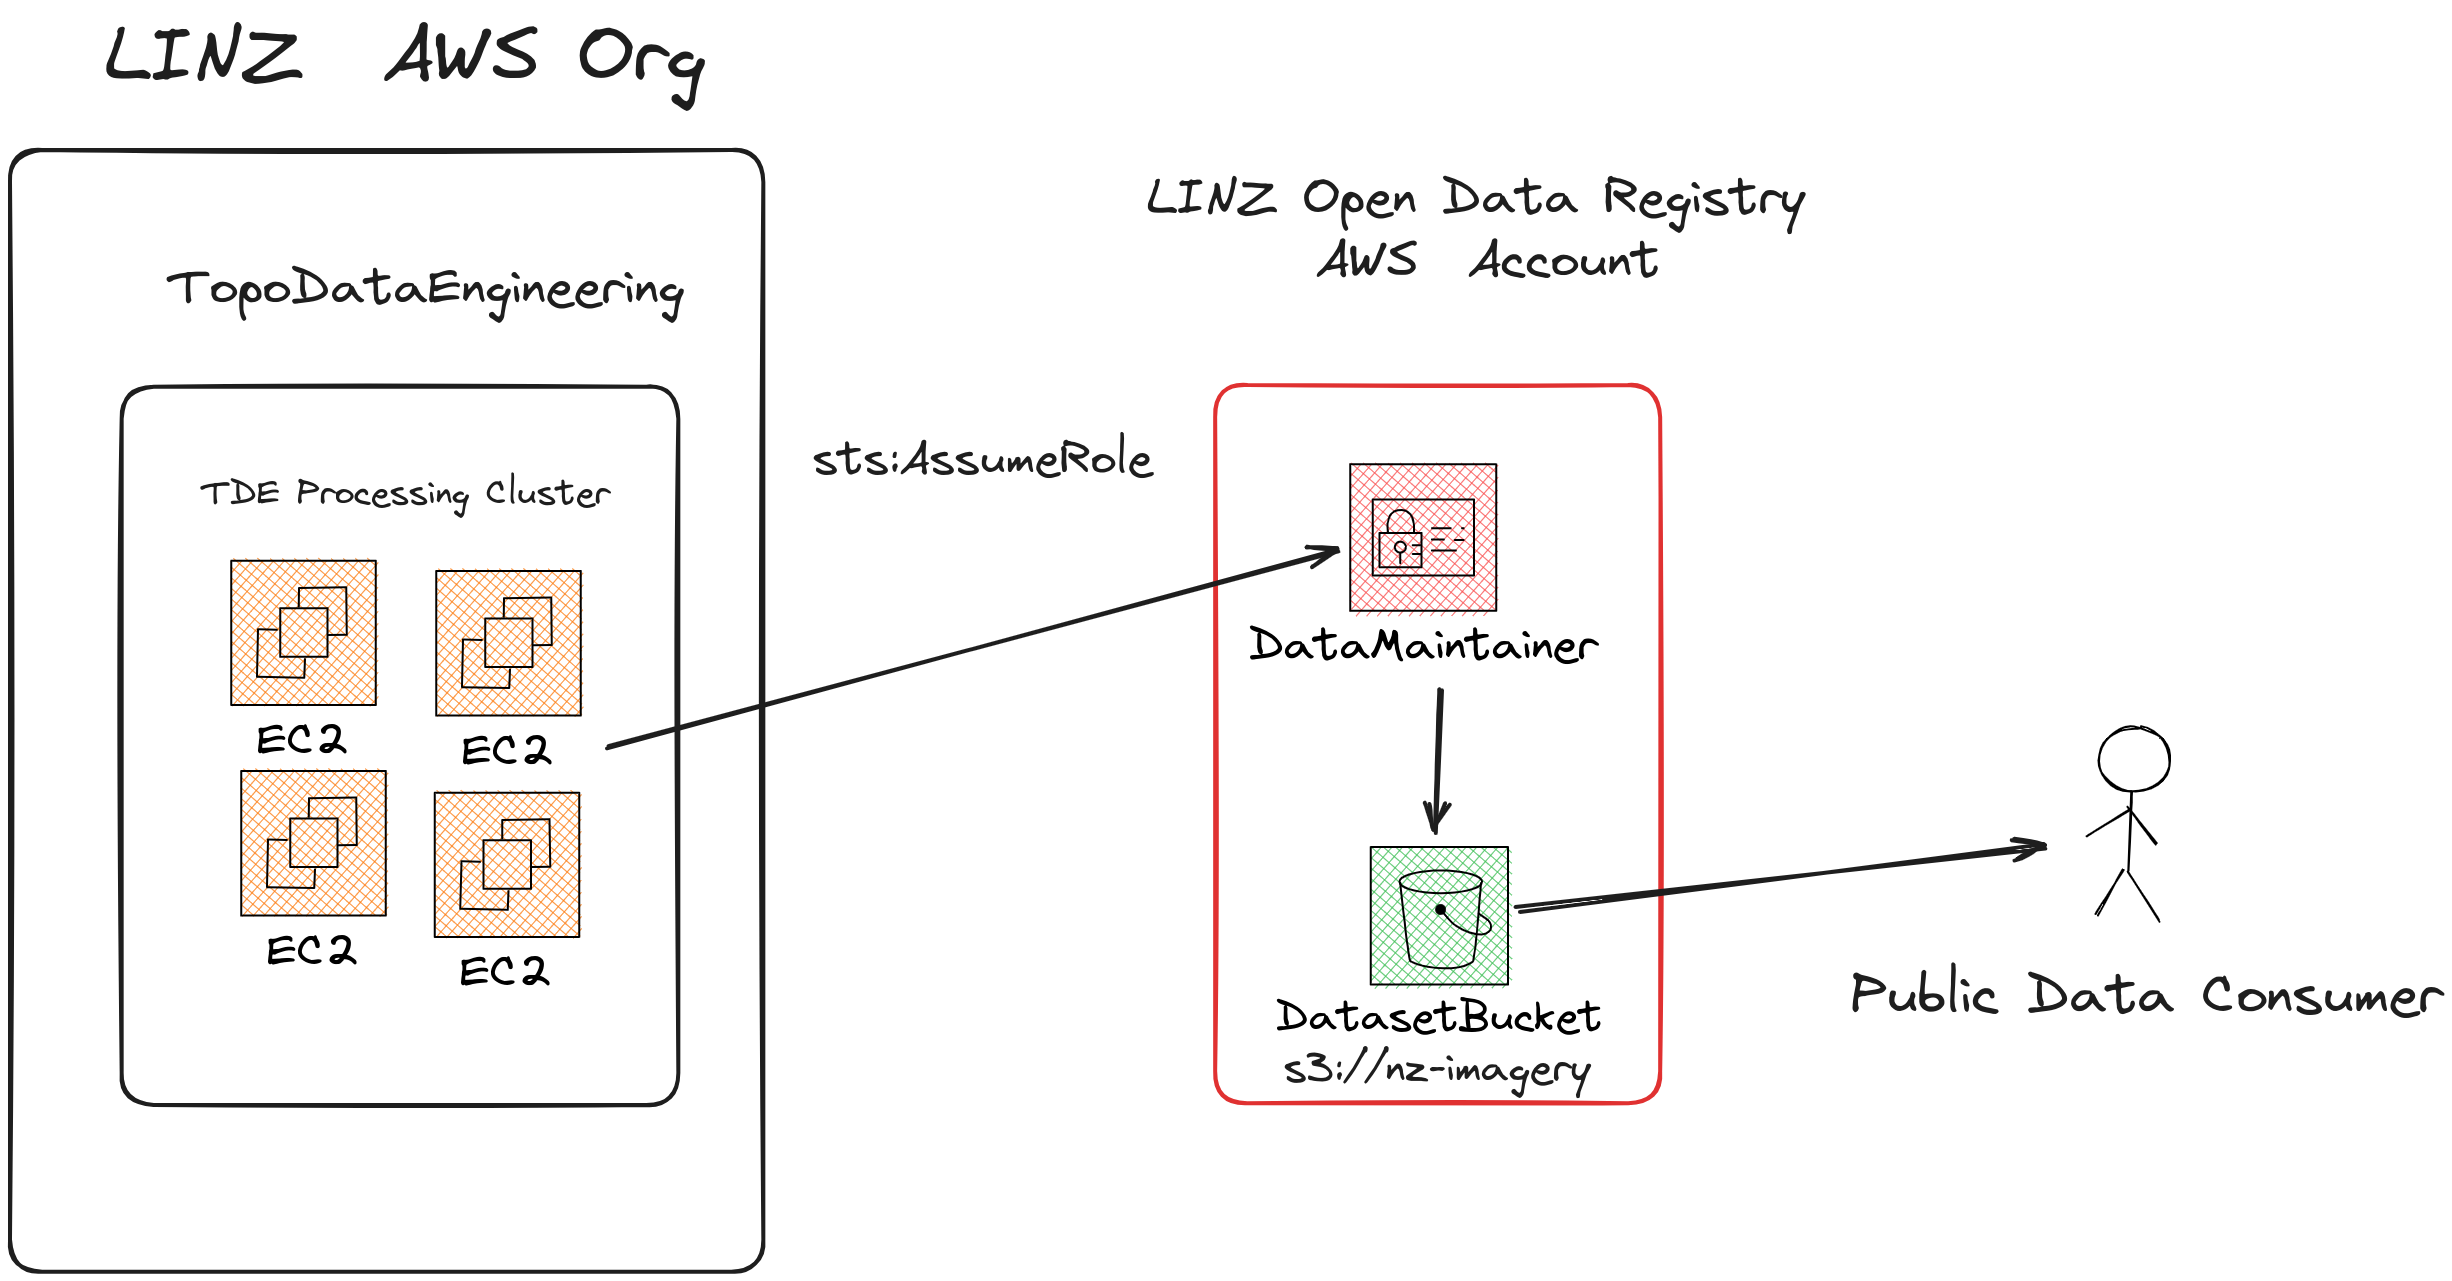 LINZ AWS Org
TopoDataEngineering
TDE Processing Cluster
EC2
EC2
EC2
EC2
sts:AssumeRole
LINZ Open Data Registry
AWS Account
DataMaintainer
DatasetBucket
s3://nz-imagery
Public Data Consumer